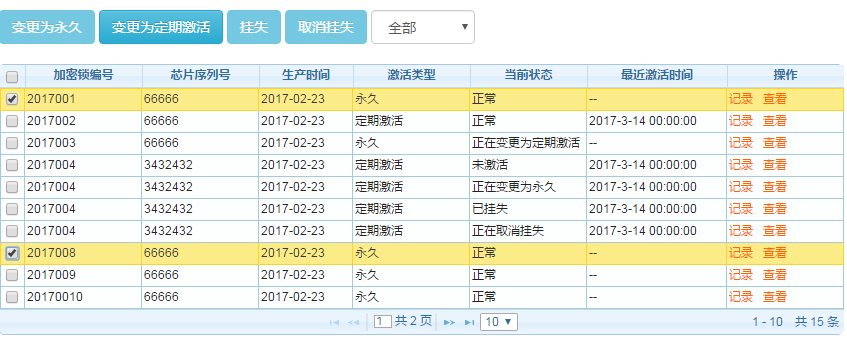 变更为永久 变更为定期激活 挂失 取消挂失 全部
加密锁编号 芯片序列号 生产时间 激活类型 当前状态 最近激活时间 操作
2017001 66666 2017-02-23 永久 正常 -- 记录 查看
2017002 66666 2017-02-23 定期激活 正常 2017-3-14 00:00:00 记录 查看
2017003 66666 2017-02-23 永久 正在变更为定期激活 -- 记录 查看
2017004 3432432 2017-02-23 定期激活 未激活 2017-3-14 00:00:00 记录 查看
2017004 3432432 2017-02-23 定期激活 正在变更为永久 2017-3-14 00:00:00 记录 查看
2017004 3432432 2017-02-23 定期激活 已挂失 2017-3-14 00:00:00 记录 查看
2017004 3432432 2017-02-23 定期激活 正在取消挂失 2017-3-14 00:00:00 记录 查看
2017008 66666 2017-02-23 永久 正常 -- 记录 查看
2017009 66666 2017-02-23 永久 正常 -- 记录 查看
20170010 66666 2017-02-23 永久 正常 -- 记录 查看
1 共 2 页 10 1 - 10 共 15 条